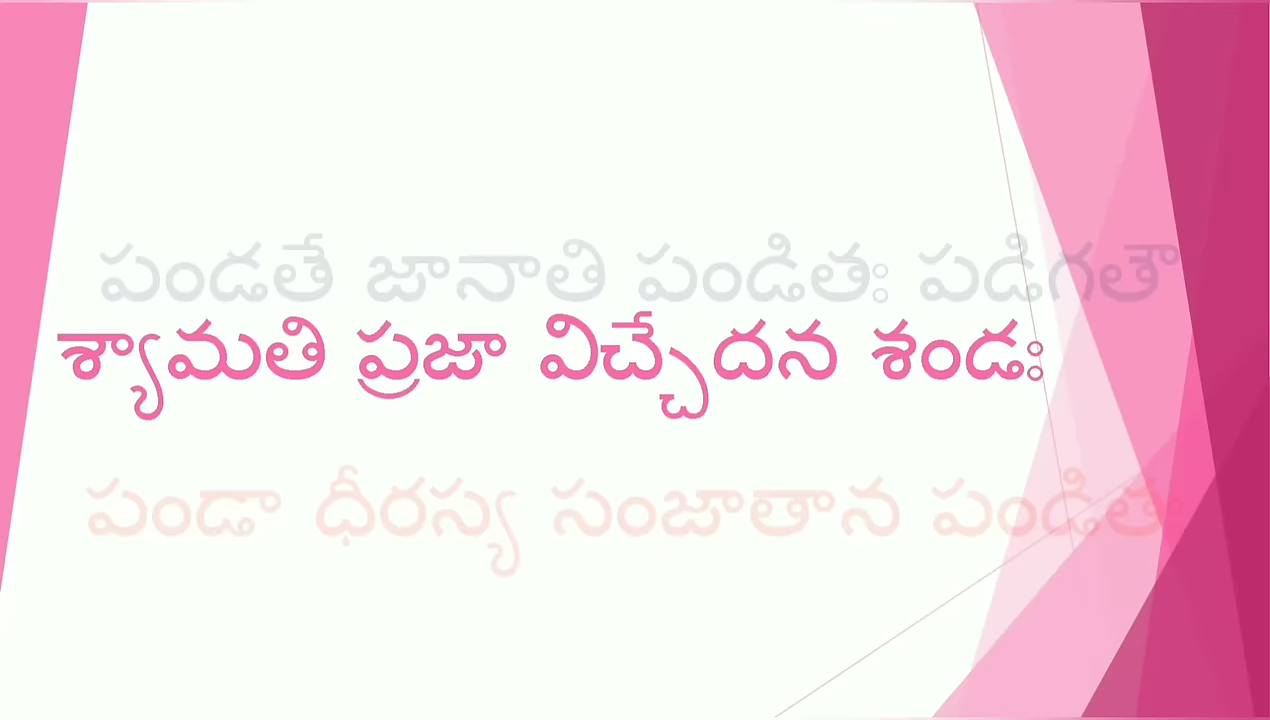 పండతే జానాతి పండితః పడిగతౌ
శ్యామతి ప్రజా విచ్ఛేదన శండః
పండా ధీరస్య సంజాతాన పండితః